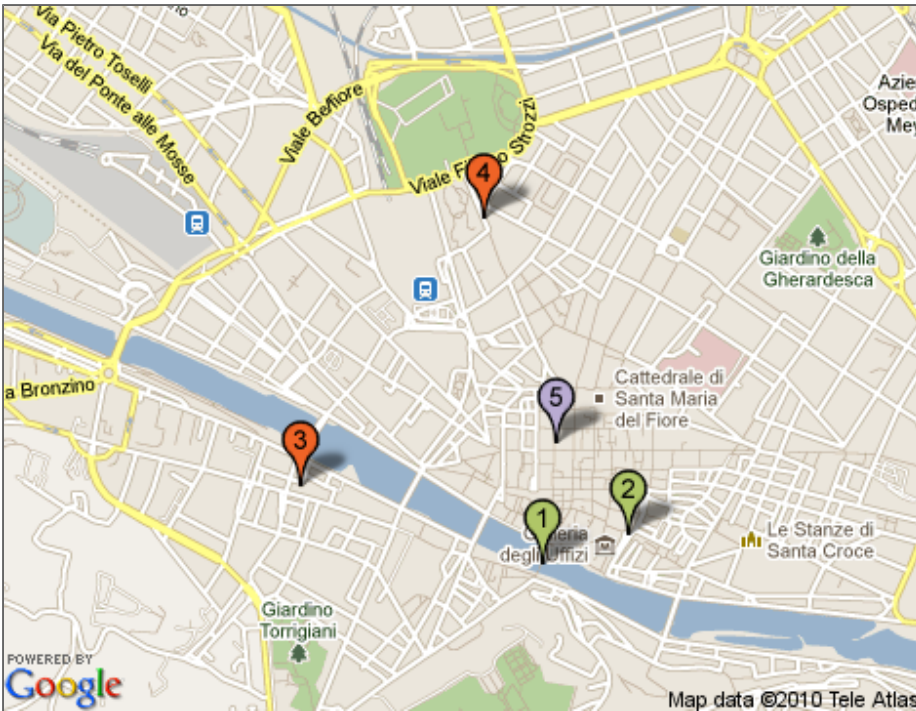 Via Pietro Toselli
Via del Ponte alle Mosse
Viale Belfiore
Strozzi
Viale
4
Azie
Osped
Mey
Giardino della
Gherardesca
a Bronzino
5
Cattedrale di
Santa Maria
del Fiore
3
2
1
degli Uffizi
Le Stanze di
Santa Croce
Giardino
Torrigiani
POWERED BY
Google
Map data ©2010 Tele Atlas